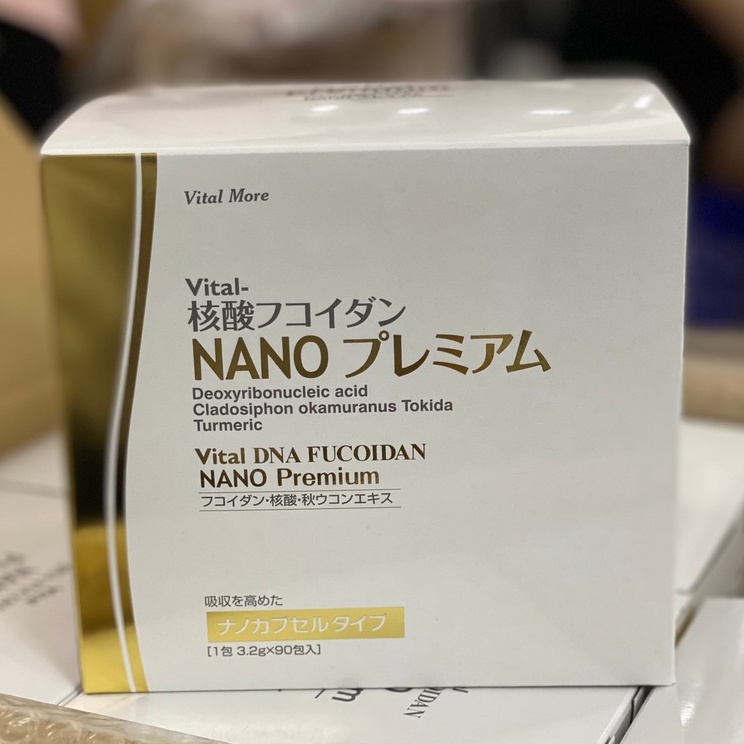 Vital More
Vital-
核酸フコイダン
NANO プレミアム
Deoxyribonucleic acid
Cladosiphon okamuranus Tokida
Turmeric
Vital DNA FUCOIDAN
NANO Premium
フコイダン・核酸・秋ウコンエキス
吸収を高めた
ナノカプセルタイプ
[1包 3.2g×90包入]